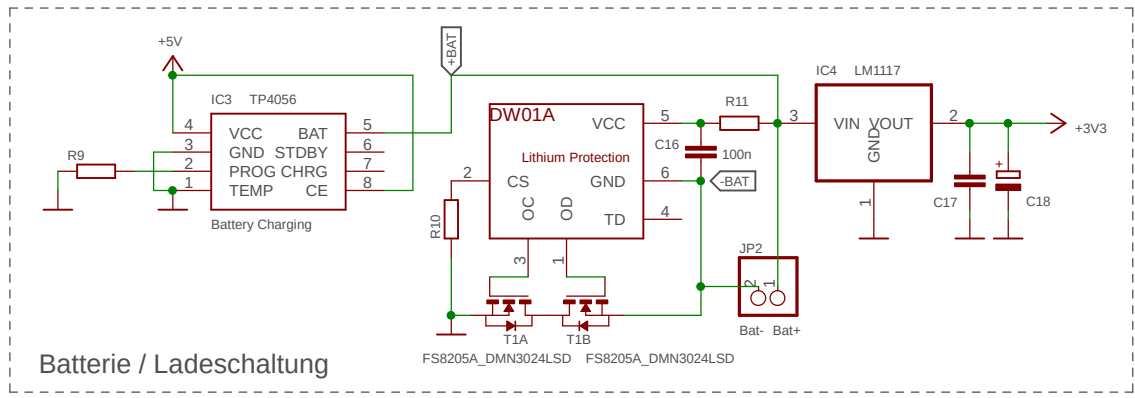 +5V
+BAT
IC3 TP4056
4 VCC BAT 5
3 GND STDBY 6
2 PROG CHRG 7
1 TEMP CE 8
R9
Battery Charging
DW01A
Lithium Protection
VCC 5
GND 6
TD 4
2 CS
OC
OD
3
1
R10
R11
C16
100n
-BAT
IC4 LM1117
3 VIN VOUT 2
GND
1
+3V3
C17
+
C18
JP2
2
1
Bat- Bat+
T1A
T1B
FS8205A_DMN3024LSD
FS8205A_DMN3024LSD
Batterie / Ladeschaltung